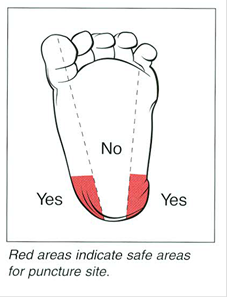 No
Yes Yes
Red areas indicate safe areas
for puncture site.